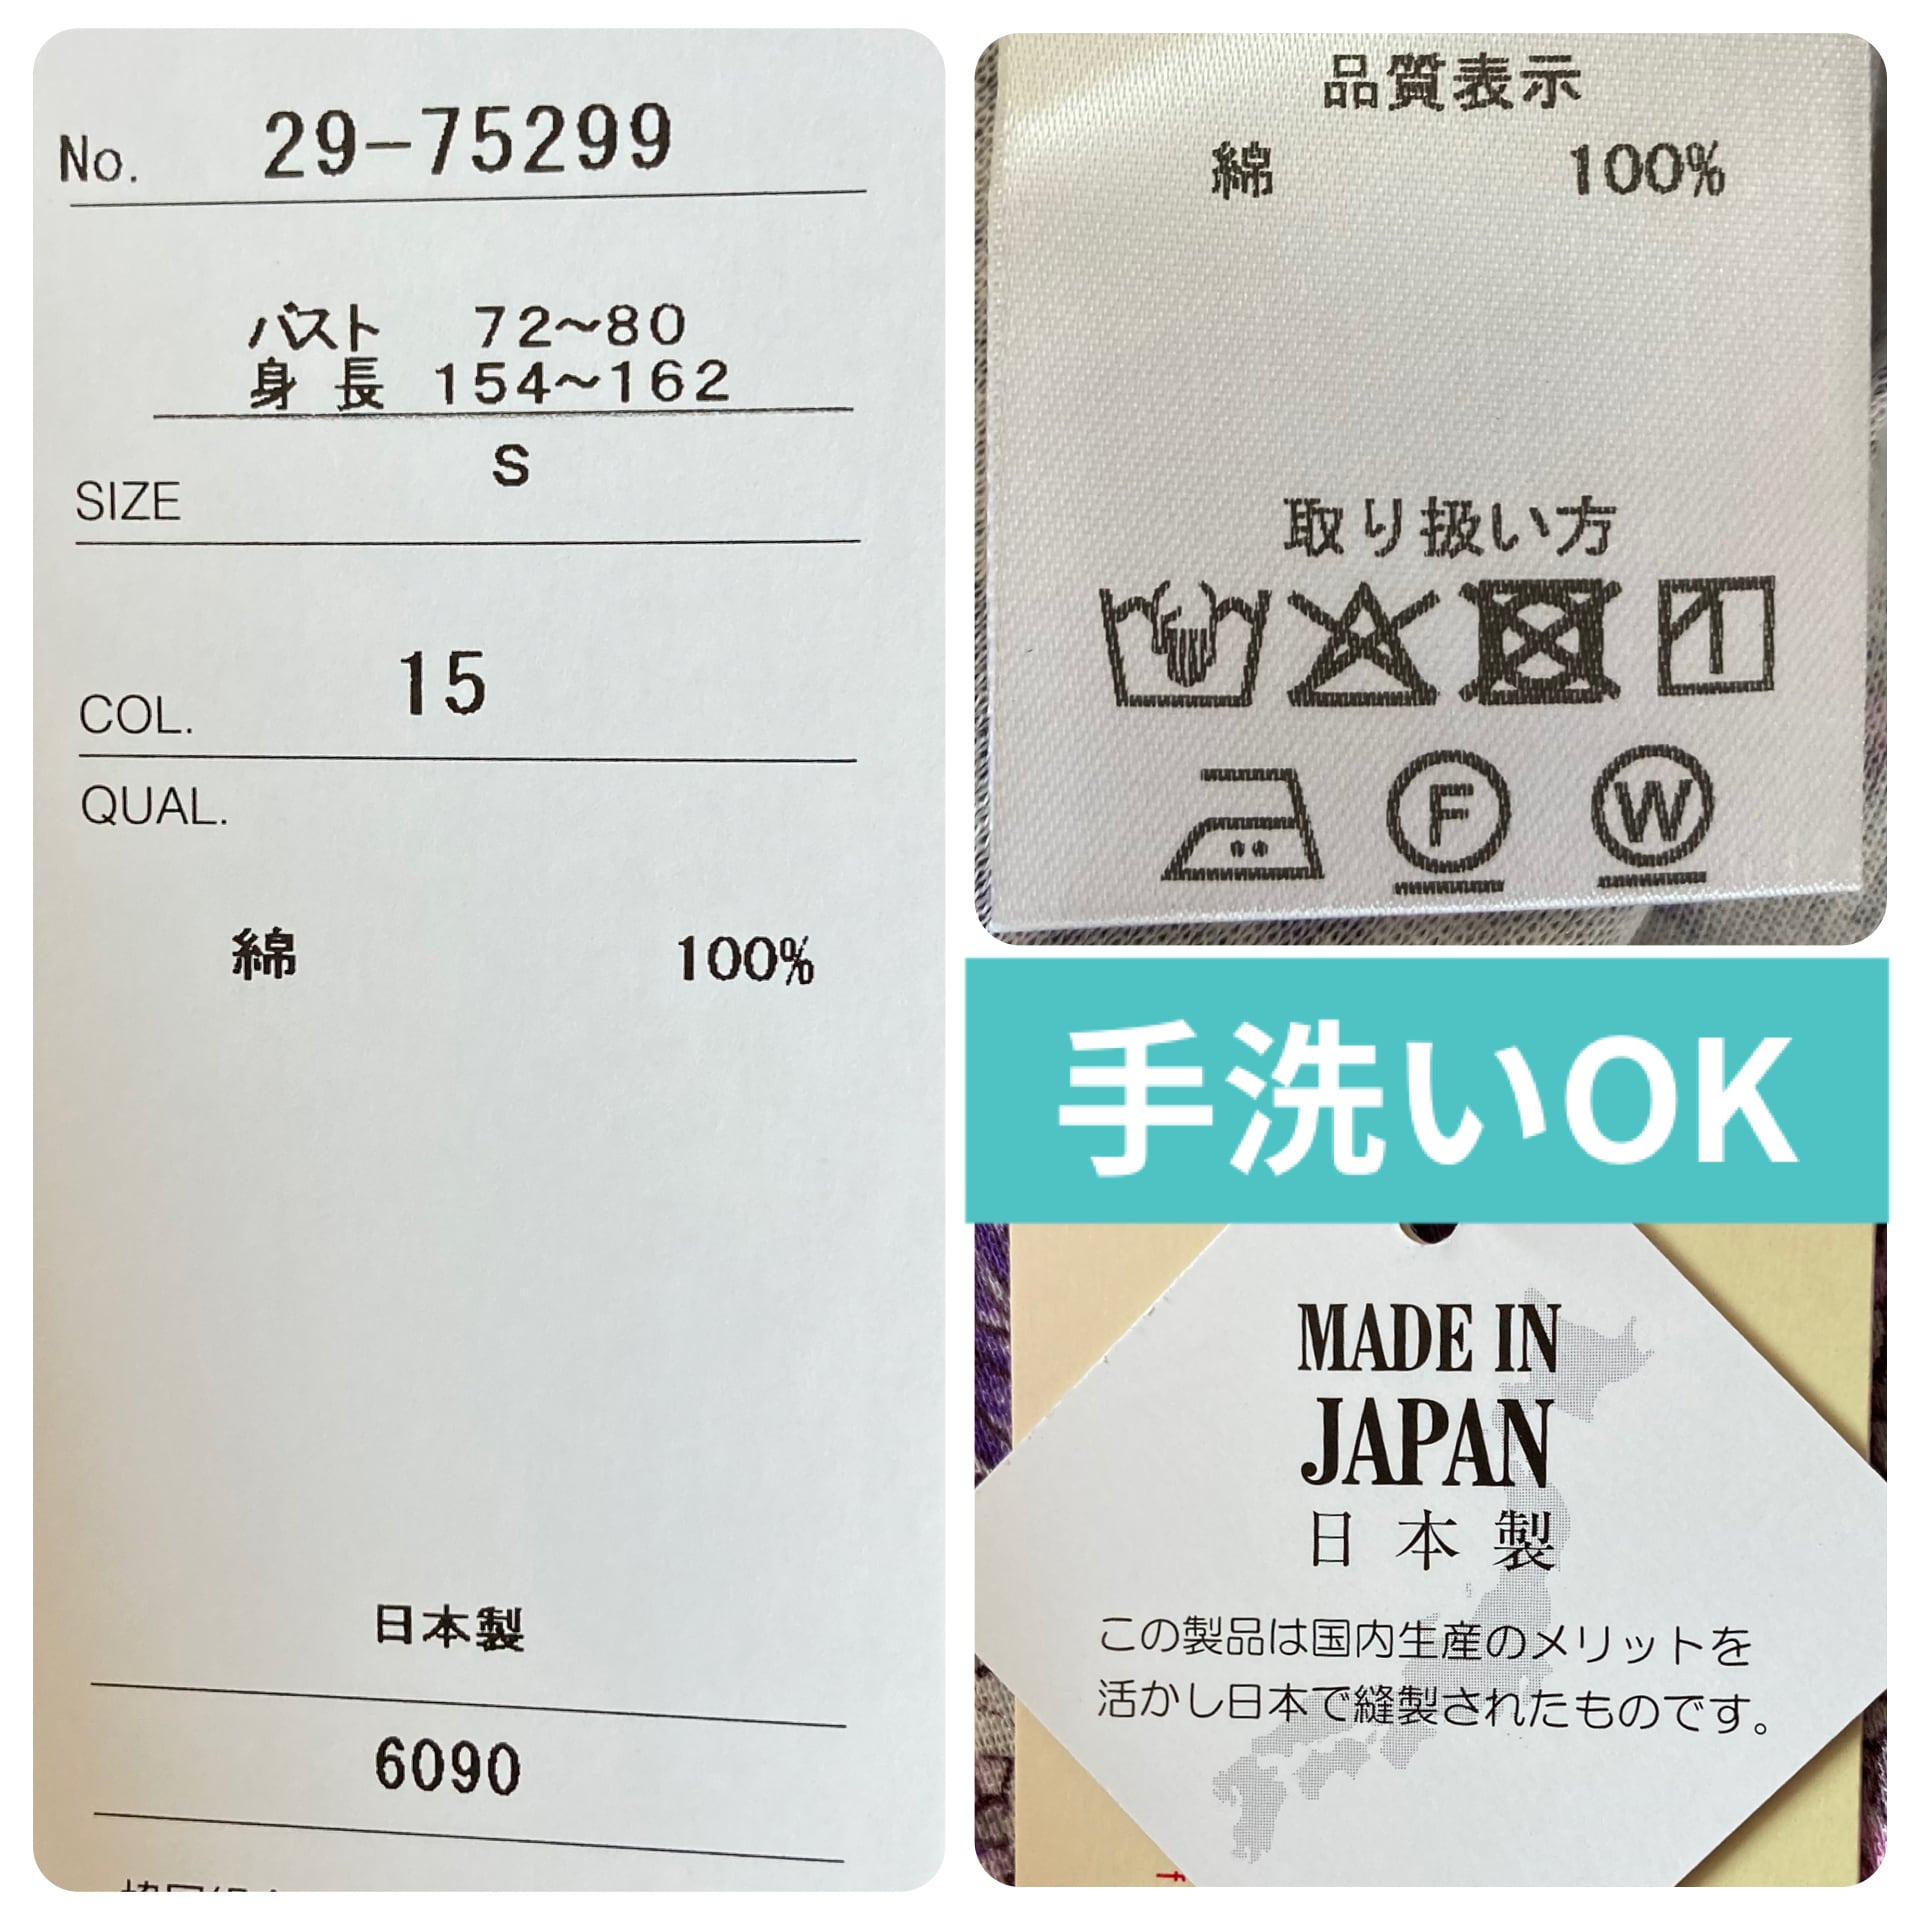 No. 29-75299
バスト 72〜80
身長 154〜162
S
SIZE
COL. 15
QUAL.
綿 100%
日本製
6090
品質表示
綿 100%
取り扱い方
F W
手洗いOK
MADE IN
JAPAN
日本製
この製品は国内生産のメリットを
活かし日本で縫製されたものです。